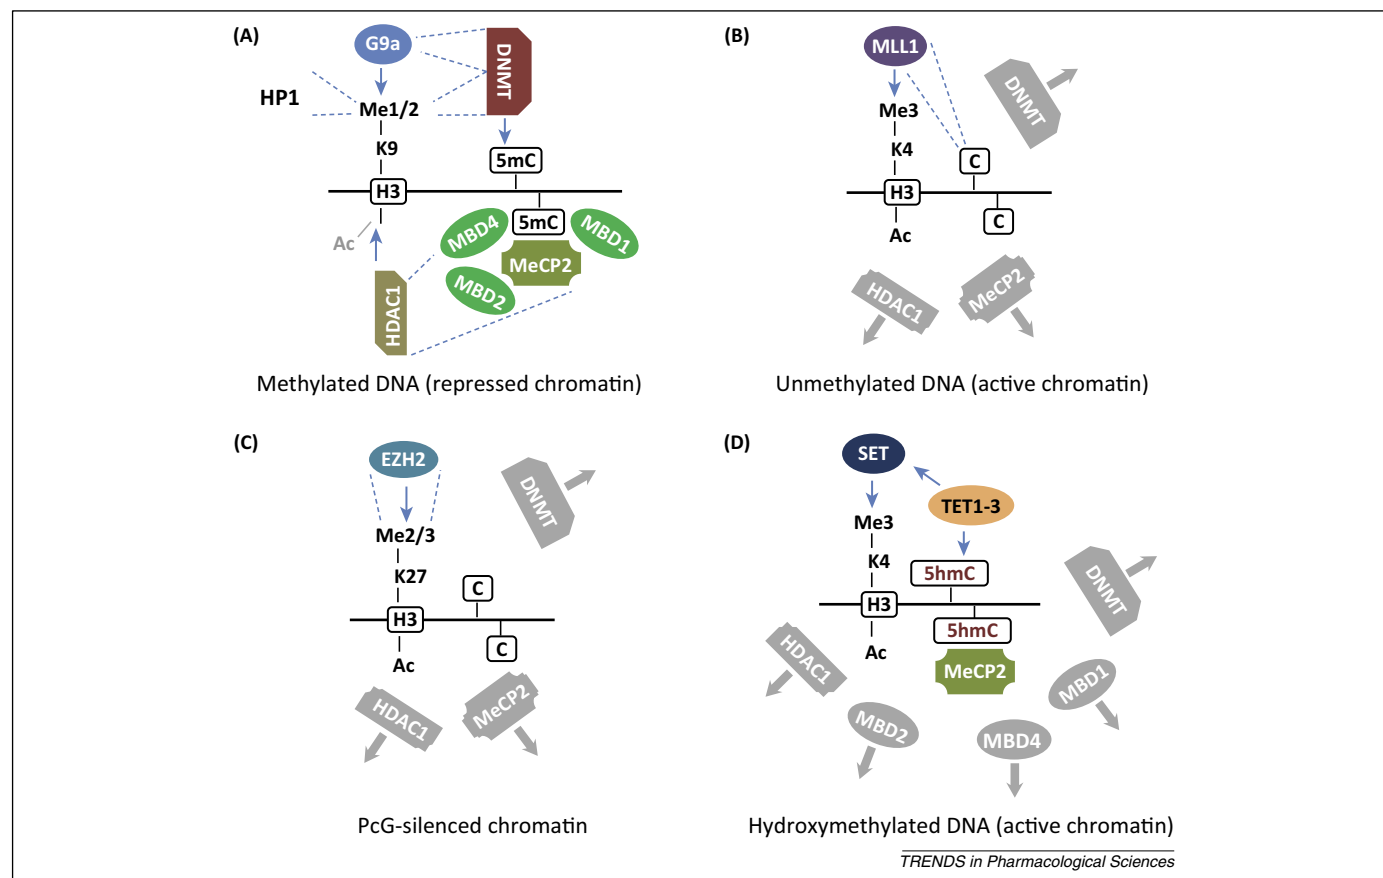 (A)
G9a
DNMT
HP1
Me1/2
K9
5mC
H3
Ac
5mC
MBD4
MBD1
MeCP2
MBD2
HDAC1
Methylated DNA (repressed chromatin)
(B)
MLL1
DNMT
Me3
K4
C
H3
C
Ac
HDAC1
MeCP2
Unmethylated DNA (active chromatin)
(C)
EZH2
DNMT
Me2/3
K27
C
H3
C
Ac
HDAC1
MeCP2
PcG-silenced chromatin
(D)
SET
TET1-3
Me3
K4
5hmC
DNMT
H3
5hmC
Ac
HDAC1
MeCP2
MBD1
MBD2
MBD4
Hydroxymethylated DNA (active chromatin)
TRENDS in Pharmacological Sciences